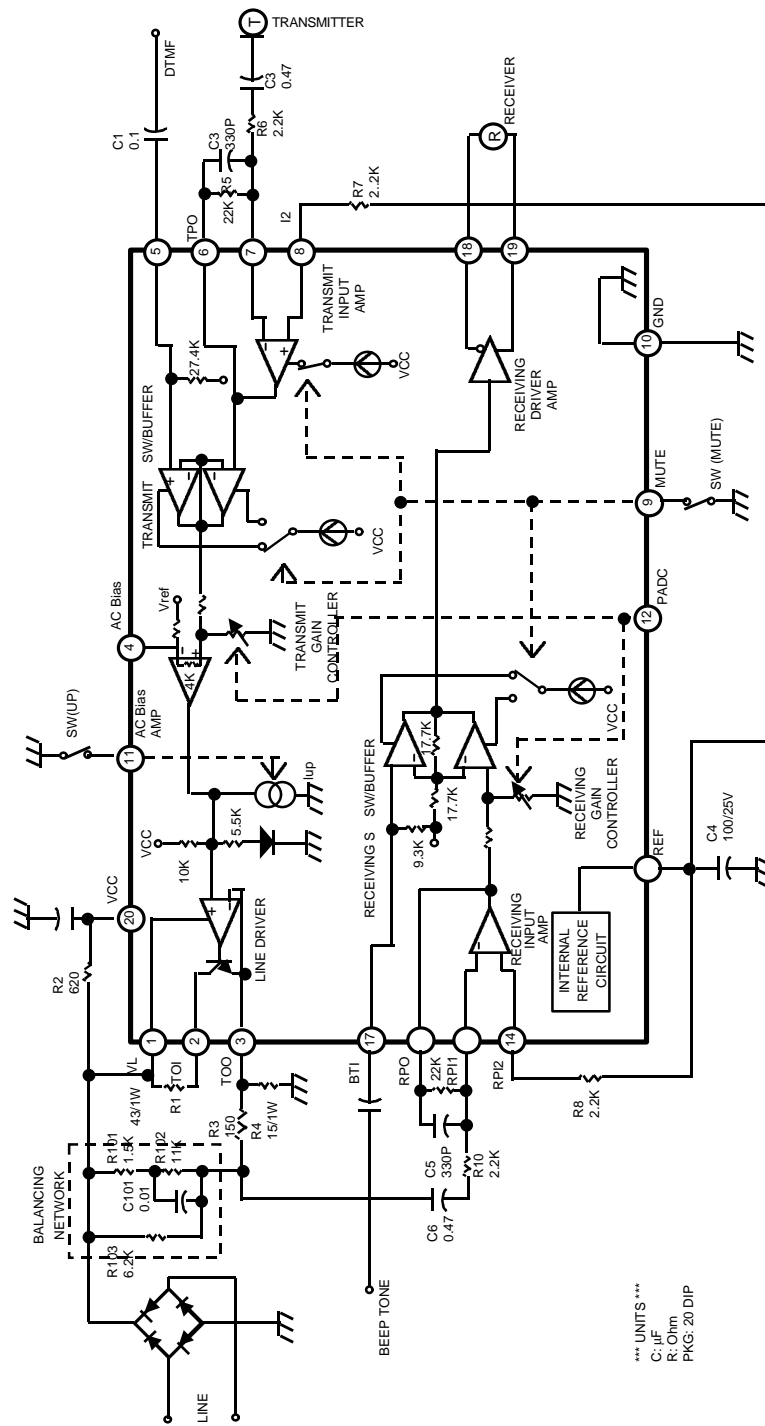 LINE
BALANCING
NETWORK
R103
6.2K
R101
1.5K
C101
0.01
R102
11K
R2
620
VL
43/1W
R1
TOI
TOO
R3
150
R4
15/1W
C6
0.47
R10
2.2K
C5
330P
22K
RPO
RPI1
RPI2
R8
2.2K
BTI
BEEP TONE
1
2
3
17
14
20
VCC
LINE DRIVER
+
−
VCC
10K
5.5K
Iup
11
SW(UP)
AC Bias
AMP
4
AC Bias
Vref
4K
−
+
TRANSMIT
GAIN
CONTROLLER
TRANSMIT
SW/BUFFER
+
−
−
27.4K
VCC
VCC
−
+
TRANSMIT
INPUT
AMP
5
6
7
8
TPO
I2
C1
0.1
DTMF
22K
R5
C3
330P
R6
2.2K
C3
0.47
T
TRANSMITTER
R7
2..2K
RECEIVING S
SW/BUFFER
9.3K
17.7K
17.7K
−
−
VCC
−
RECEIVING
INPUT
AMP
RECEIVING
GAIN
CONTROLLER
RECEIVING
DRIVER
AMP
18
19
R
RECEIVER
INTERNAL
REFERENCE
CIRCUIT
REF
C4
100/25V
12
PADC
9
MUTE
SW (MUTE)
10
GND
*** UNITS ***
C: μF
R: Ohm
PKG: 20 DIP